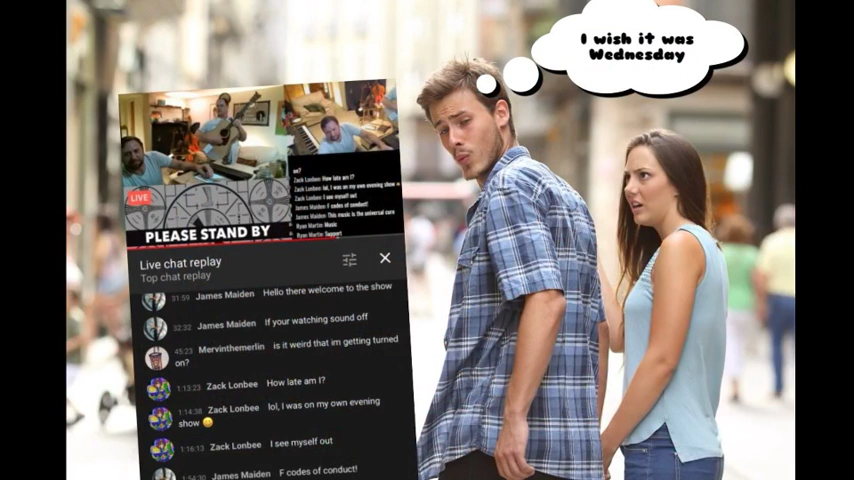 I wish it was
Wednesday
on?
Zack Lonbee: How late am I?
Zack Lonbee: lol, I was on my own evening show
Zack Lonbee: I see myself out
James Maiden: F codes of conduct!
James Maiden: This music is the universal cure
Ryan Martin: Music
Ryan Martin: Support
LIVE
PLEASE STAND BY
Live chat replay
Top chat replay
31:59 James Maiden Hello there welcome to the show
32:32 James Maiden If your watching sound off
45:23 Mervinthemerlin is it weird that im getting turned
on?
1:13:23 Zack Lonbee How late am I?
1:14:38 Zack Lonbee lol, I was on my own evening
show 😄
1:16:13 Zack Lonbee I see myself out
1:54:30 James Maiden F codes of conduct!